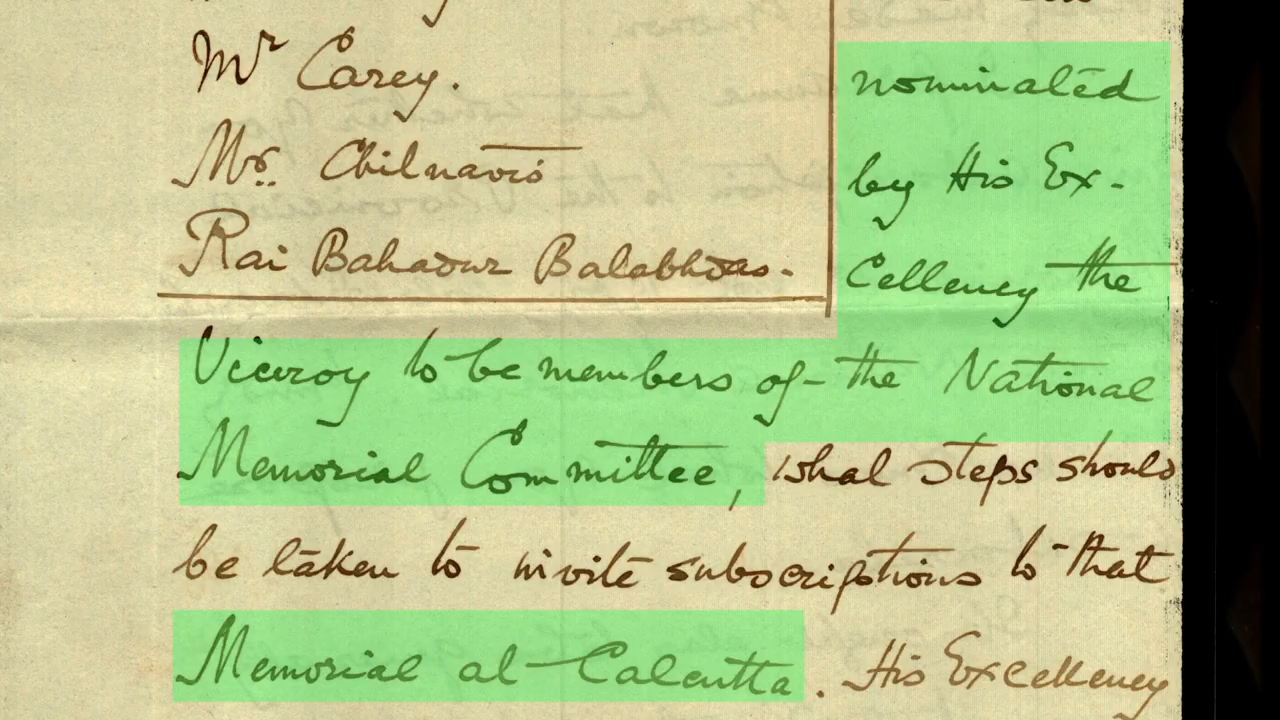 Mr Carey.
Mr. Chilnavis
Rai Bahadur Balabhdas.
nominated
by His Ex-
cellency the
Viceroy to be members of the National
Memorial Committee, what steps should
be taken to invite subscriptions to that
Memorial at Calcutta. His Excellency